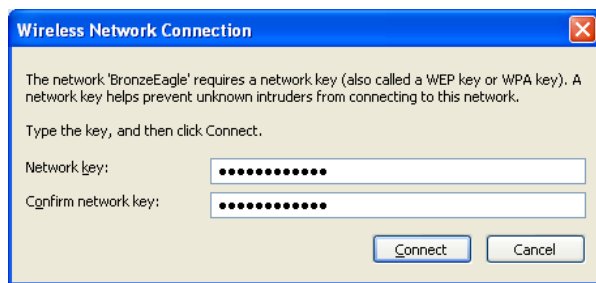 Wireless Network Connection
The network 'BronzeEagle' requires a network key (also called a WEP key or WPA key). A
network key helps prevent unknown intruders from connecting to this network.
Type the key, and then click Connect.
Network key: ●●●●●●●●●●●●
Confirm network key: ●●●●●●●●●●●●
Connect Cancel